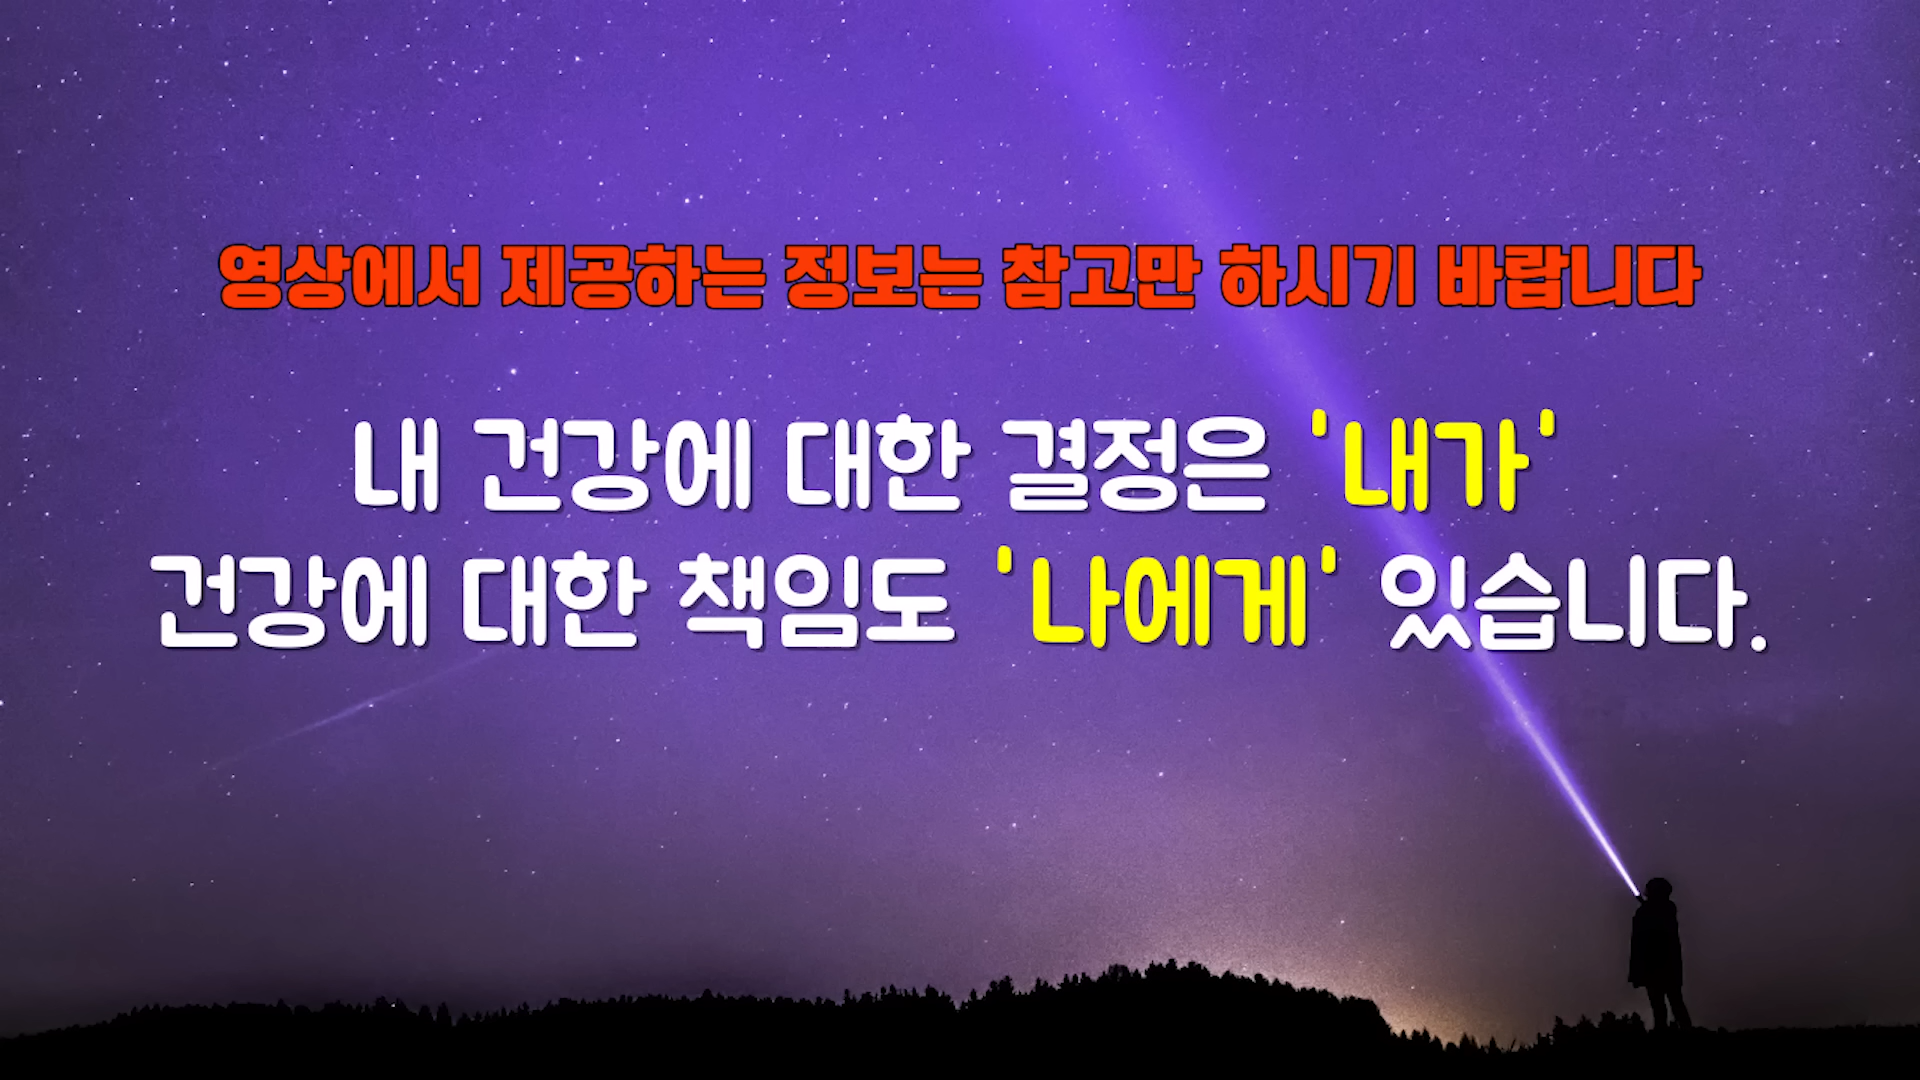 영상에서 제공하는 정보는 참고만 하시기 바랍니다
내 건강에 대한 결정은 '내가'
건강에 대한 책임도 '나에게' 있습니다.